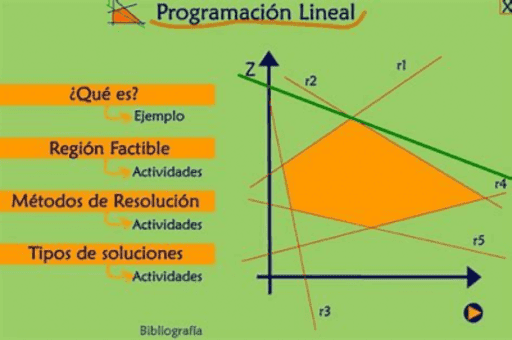 Programación Lineal
X
¿Qué es?
Ejemplo
Región Factible
Actividades
Métodos de Resolución
Actividades
Tipos de soluciones
Actividades
Bibliografía
Z
r2
r1
r4
r5
r3